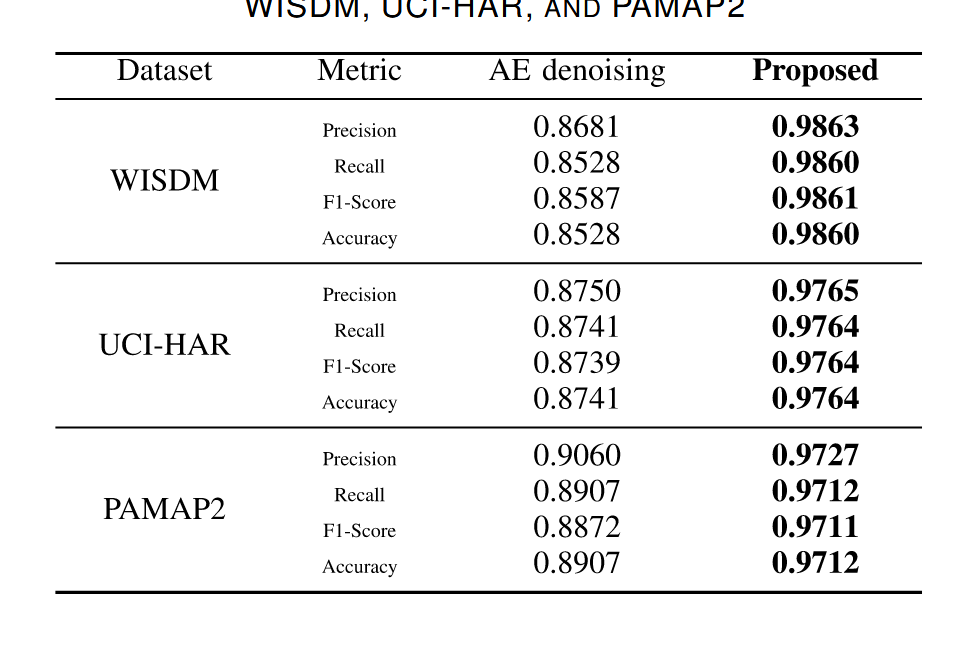 WISDM, UCI-HAR, AND PAMAP2
Dataset Metric AE denoising Proposed
WISDM
Precision 0.8681 0.9863
Recall 0.8528 0.9860
F1-Score 0.8587 0.9861
Accuracy 0.8528 0.9860
UCI-HAR
Precision 0.8750 0.9765
Recall 0.8741 0.9764
F1-Score 0.8739 0.9764
Accuracy 0.8741 0.9764
PAMAP2
Precision 0.9060 0.9727
Recall 0.8907 0.9712
F1-Score 0.8872 0.9711
Accuracy 0.8907 0.9712